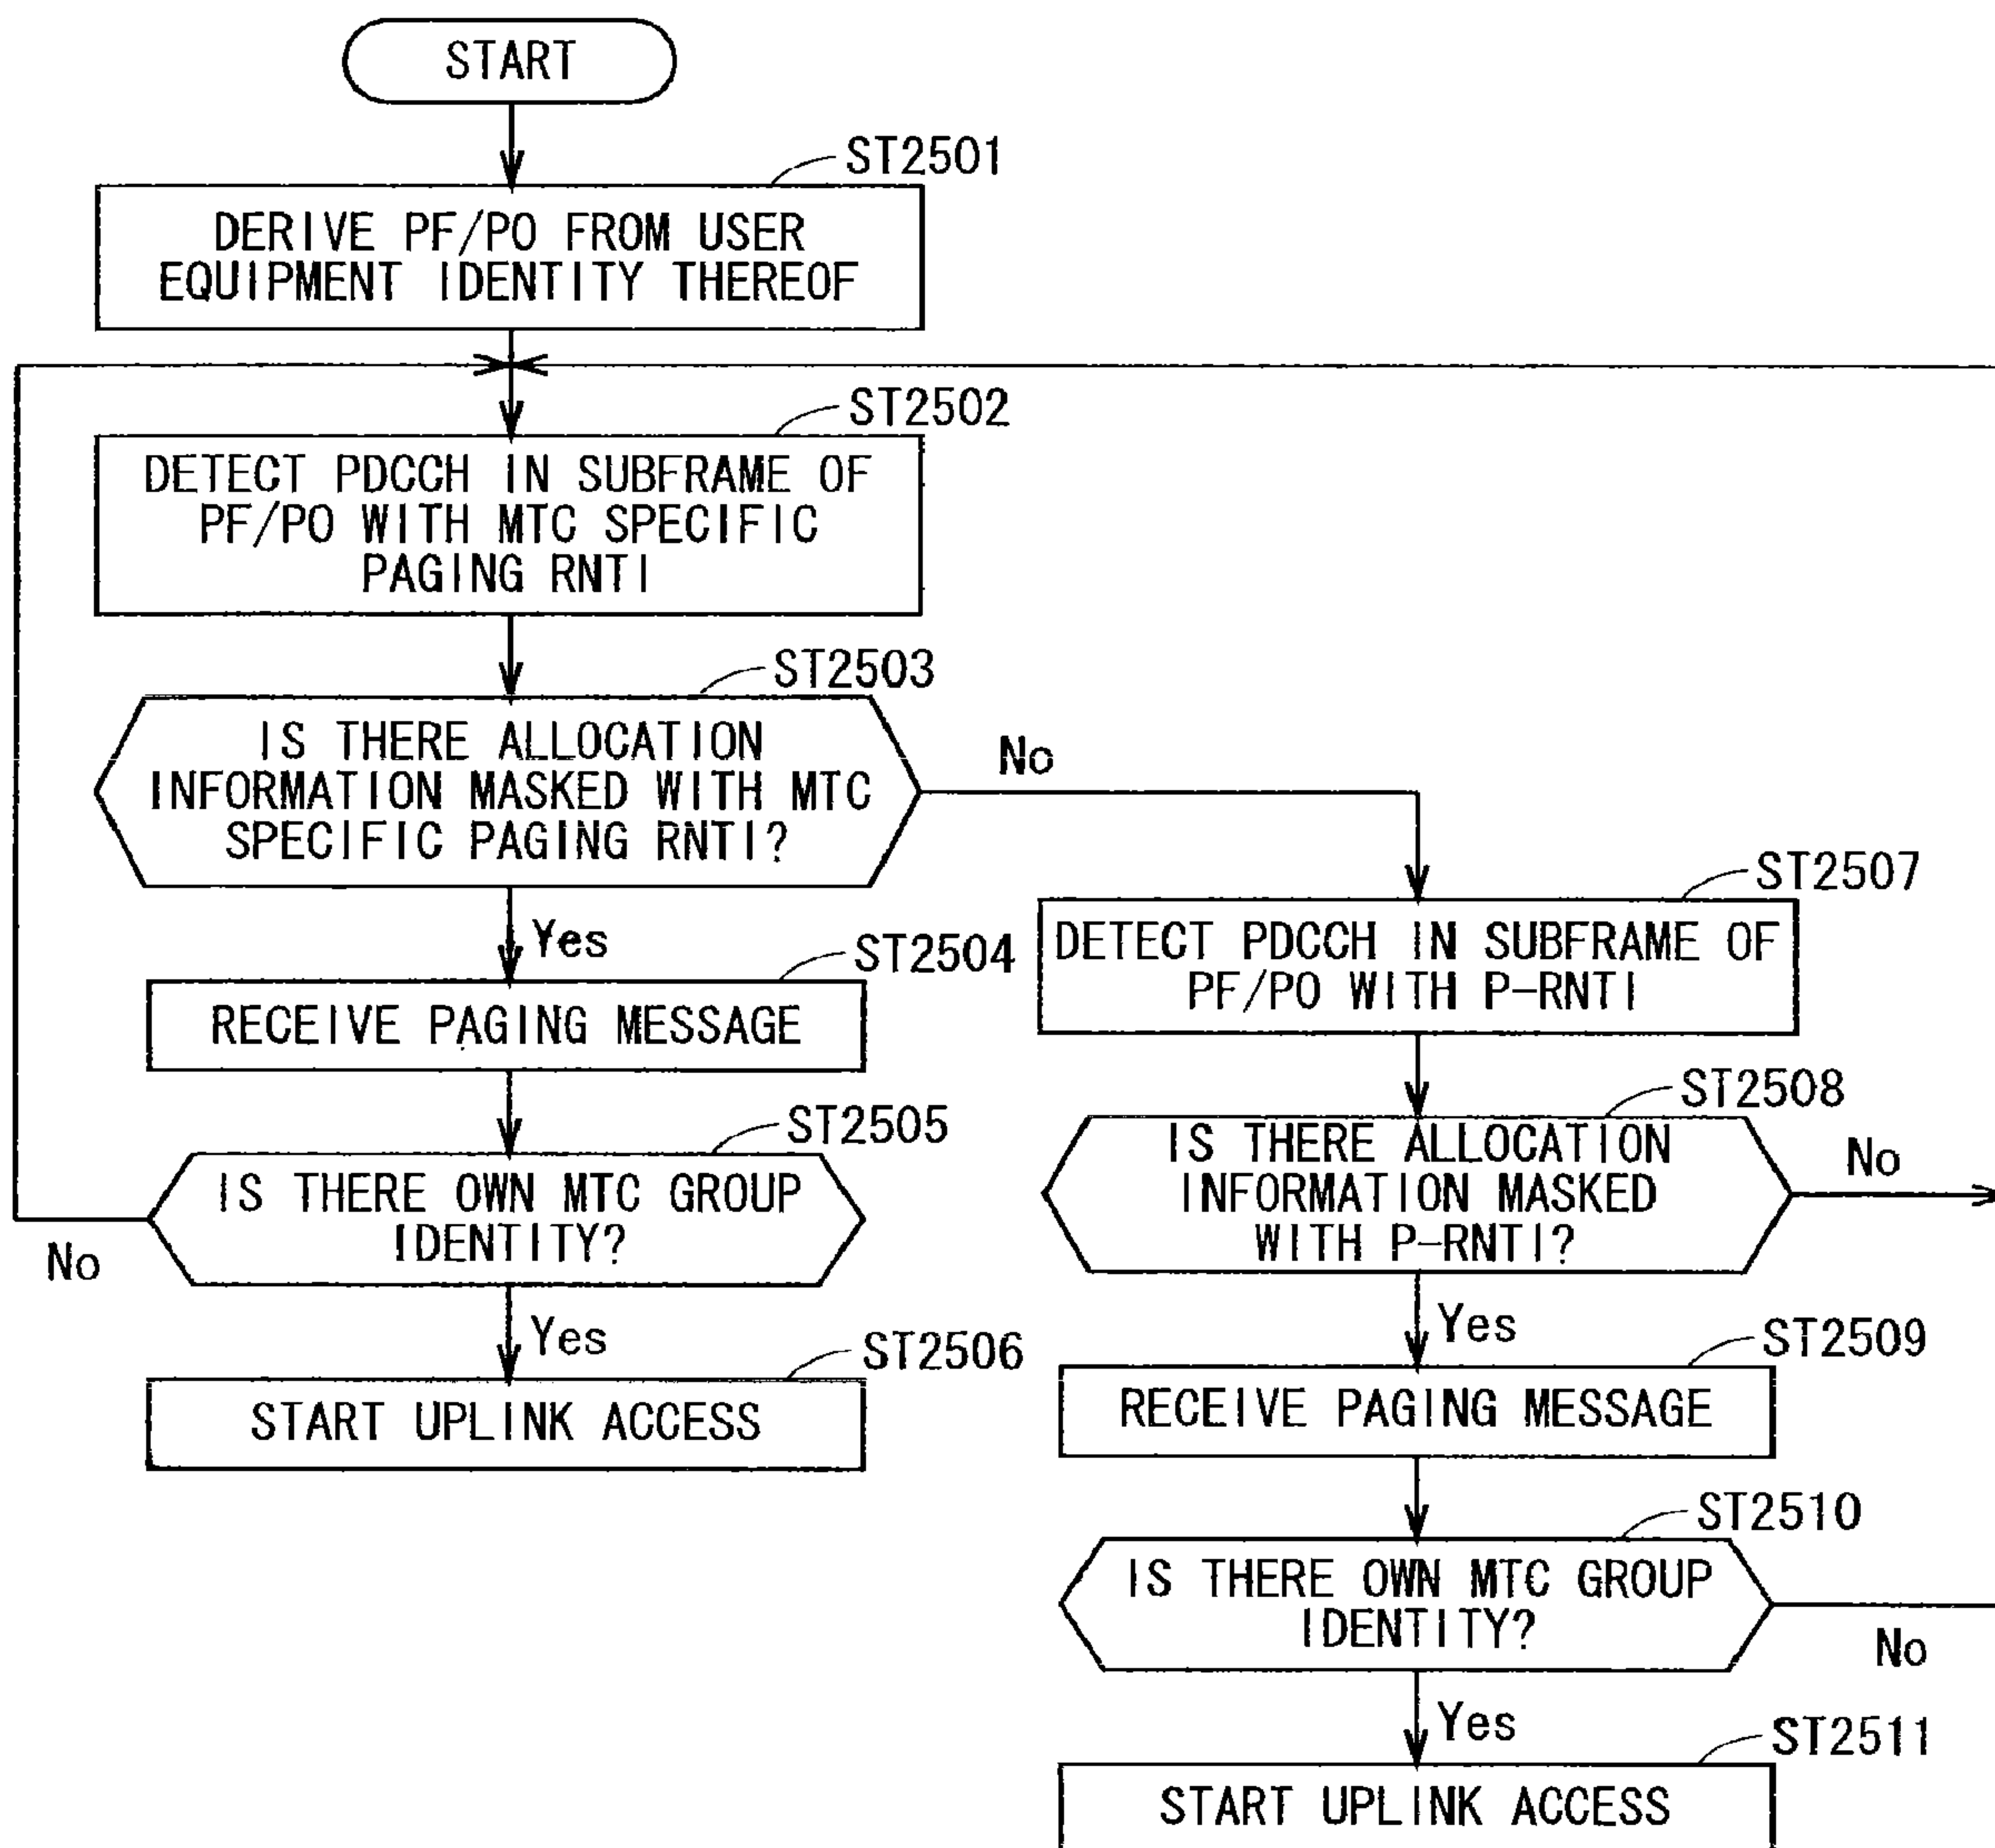 START
ST2501
DERIVE PF/PO FROM USER
EQUIPMENT IDENTITY THEREOF
ST2502
DETECT PDCCH IN SUBFRAME OF
PF/PO WITH MTC SPECIFIC
PAGING RNTI
ST2503
IS THERE ALLOCATION
INFORMATION MASKED WITH MTC
SPECIFIC PAGING RNTI?
No
Yes
ST2504
RECEIVE PAGING MESSAGE
ST2505
IS THERE OWN MTC GROUP
IDENTITY?
No
Yes
ST2506
START UPLINK ACCESS
ST2507
DETECT PDCCH IN SUBFRAME OF
PF/PO WITH P-RNTI
ST2508
IS THERE ALLOCATION
INFORMATION MASKED
WITH P-RNTI?
No
Yes
ST2509
RECEIVE PAGING MESSAGE
ST2510
IS THERE OWN MTC GROUP
IDENTITY?
No
Yes
ST2511
START UPLINK ACCESS